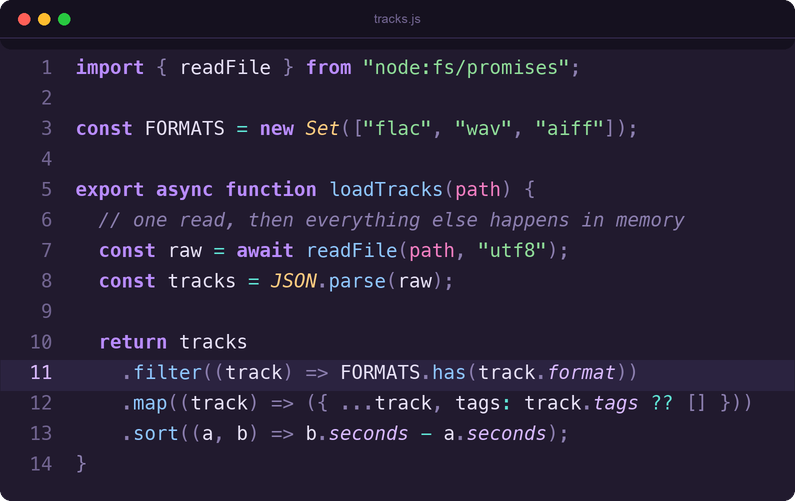 tracks.js
1 import { readFile } from "node:fs/promises";
2
3 const FORMATS = new Set(["flac", "wav", "aiff"]);
4
5 export async function loadTracks(path) {
6   // one read, then everything else happens in memory
7   const raw = await readFile(path, "utf8");
8   const tracks = JSON.parse(raw);
9
10   return tracks
11     .filter((track) => FORMATS.has(track.format))
12     .map((track) => ({ ...track, tags: track.tags ?? [] }))
13     .sort((a, b) => b.seconds - a.seconds);
14 }